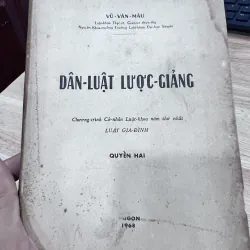 VŨ-VĂN-MẪU
DÂN-LUẬT LƯỢC-GIẢNG
Chương-trình Cử-nhân Luật-khoa năm thứ nhất
LUẬT GIA-ĐÌNH
QUYỂN HAI
GON
1968